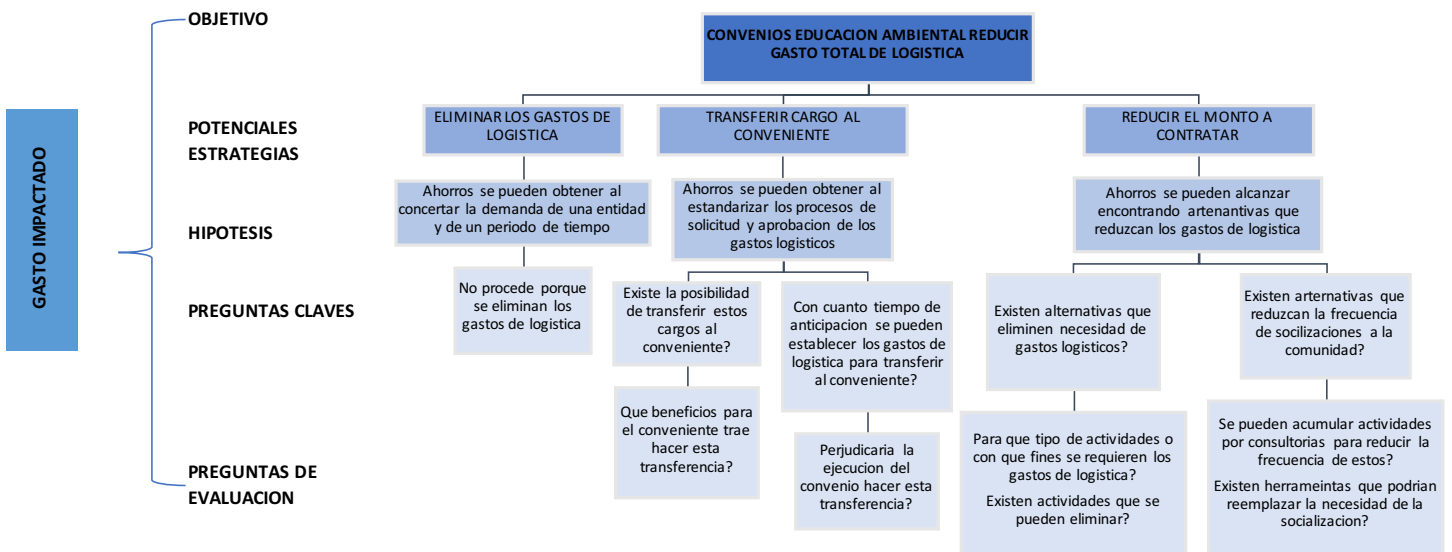 OBJETIVO
CONVENIOS EDUCACION AMBIENTAL REDUCIR
GASTO TOTAL DE LOGISTICA
GASTO IMPACTADO
POTENCIALES
ESTRATEGIAS
ELIMINAR LOS GASTOS DE
LOGISTICA
TRANSFERIR CARGO AL
CONVENIENTE
REDUCIR EL MONTO A
CONTRATAR
HIPOTESIS
Ahorros se pueden obtener al
concertar la demanda de una entidad
y de un periodo de tiempo
Ahorros se pueden obtener al
estandarizar los procesos de
solicitud y aprobacion de los
gastos logisticos
Ahorros se pueden alcanzar
encontrando artenantivas que
reduzcan los gastos de logistica
PREGUNTAS CLAVES
No procede porque
se eliminan los
gastos de logistica
Existe la posibilidad
de transferir estos
cargos al
conveniente?
Con cuanto tiempo de
anticipacion se pueden
establecer los gastos de
logistica para transferir
al conveniente?
Existen alternativas que
eliminen necesidad de
gastos logisticos?
Existen arternativas que
reduzcan la frecuencia
de socilizaciones a la
comunidad?
PREGUNTAS DE
EVALUACION
Que beneficios para
el conveniente trae
hacer esta
transferencia?
Perjudicaria la
ejecucion del
convenio hacer esta
transferencia?
Para que tipo de actividades o
con que fines se requieren los
gastos de logistica?
Existen actividades que se
pueden eliminar?
Se pueden acumular actividades
por consultorias para reducir la
frecuencia de estos?
Existen herrameintas que podrian
reemplazar la necesidad de la
socializacion?